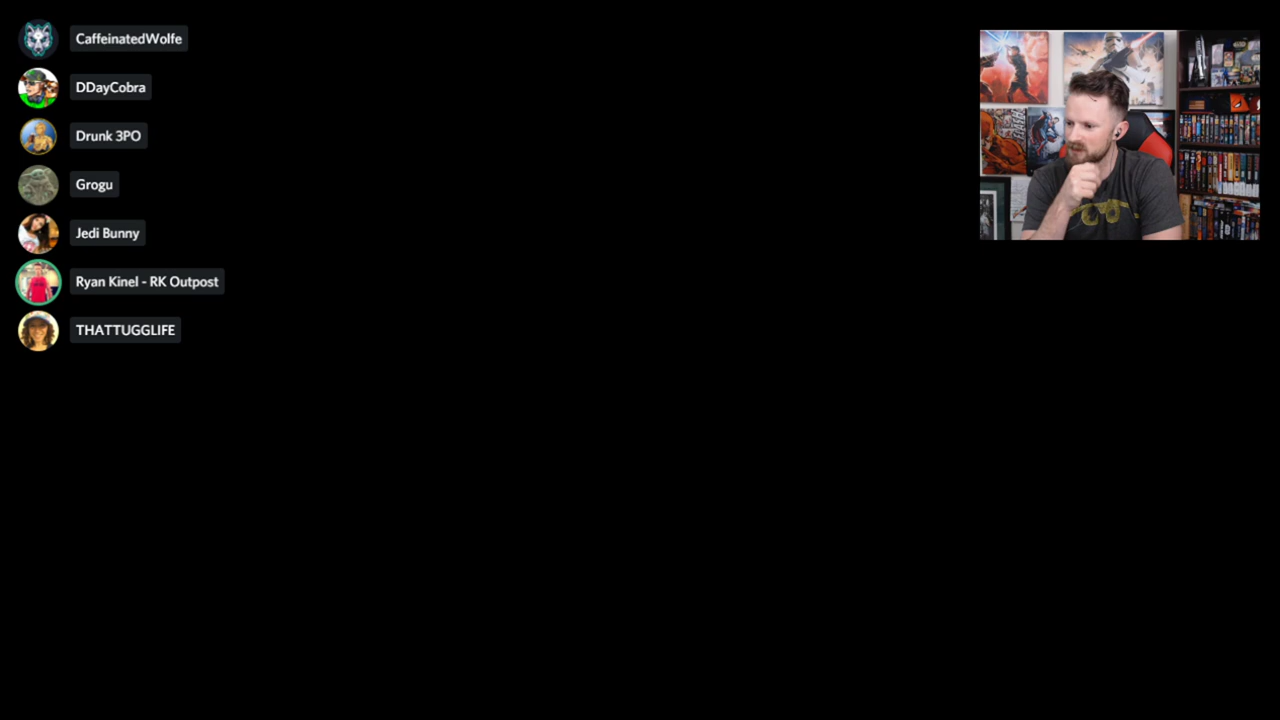 CaffeinatedWolfe
DDayCobra
Drunk 3PO
Grogu
Jedi Bunny
Ryan Kinel - RK Outpost
THATTUGGLIFE